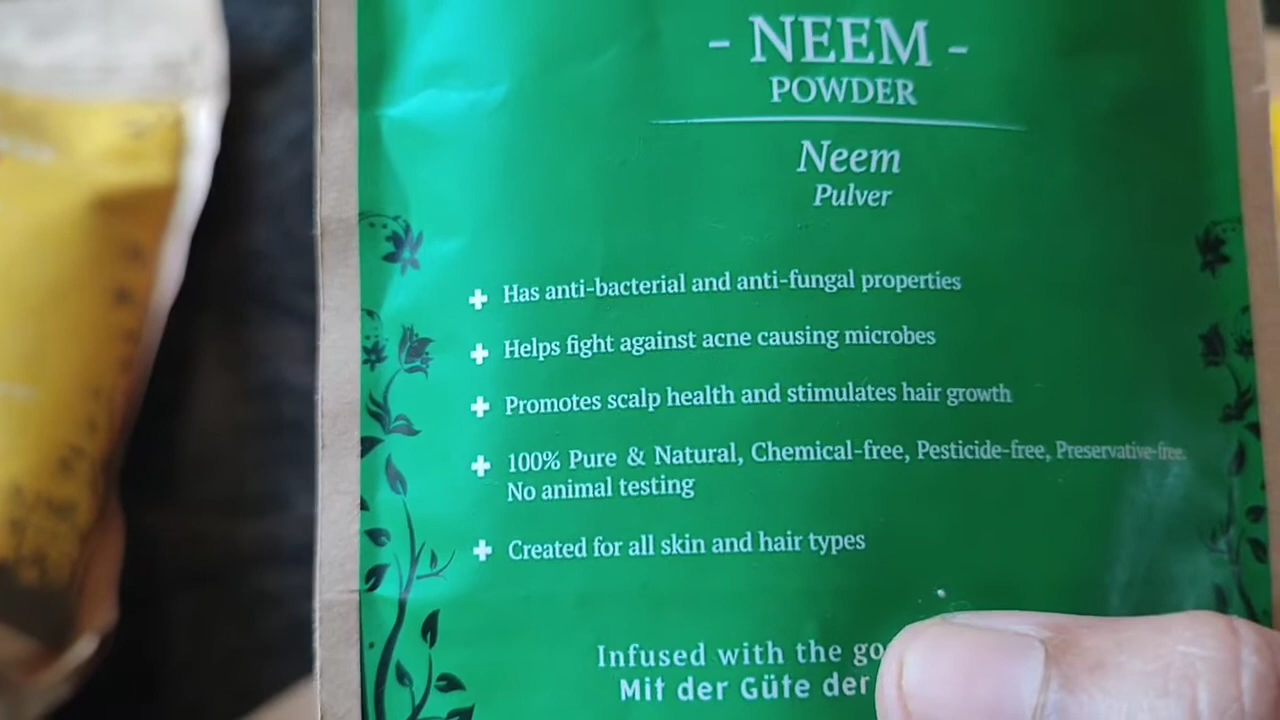 - NEEM -
POWDER
Neem
Pulver
Has anti-bacterial and anti-fungal properties
Helps fight against acne causing microbes
Promotes scalp health and stimulates hair growth
100% Pure & Natural, Chemical-free, Pesticide-free, Preservative-free.
No animal testing
Created for all skin and hair types
Infused with the
Mit der Güte der